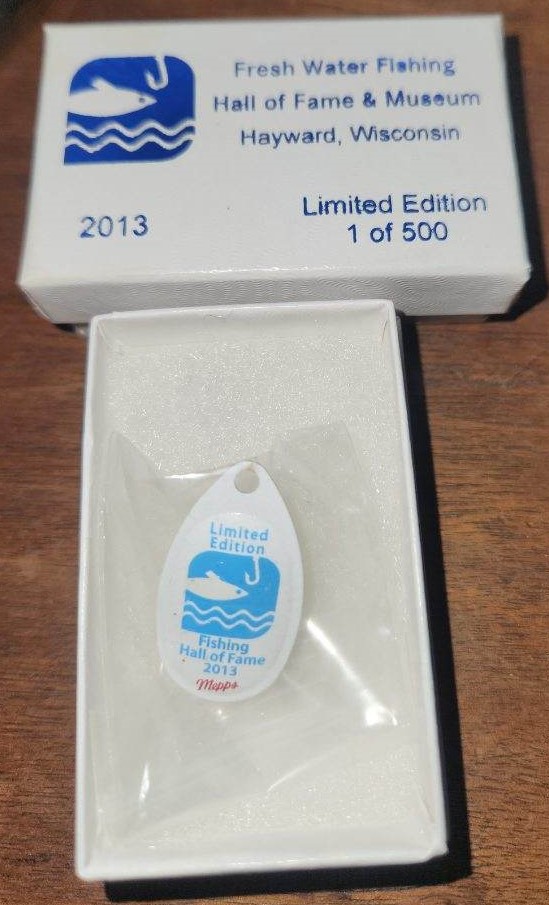 Fresh Water Fishing
Hall of Fame & Museum
Hayward, Wisconsin
2013
Limited Edition
1 of 500
Limited
Edition
Fishing
Hall of Fame
2013
Mepps